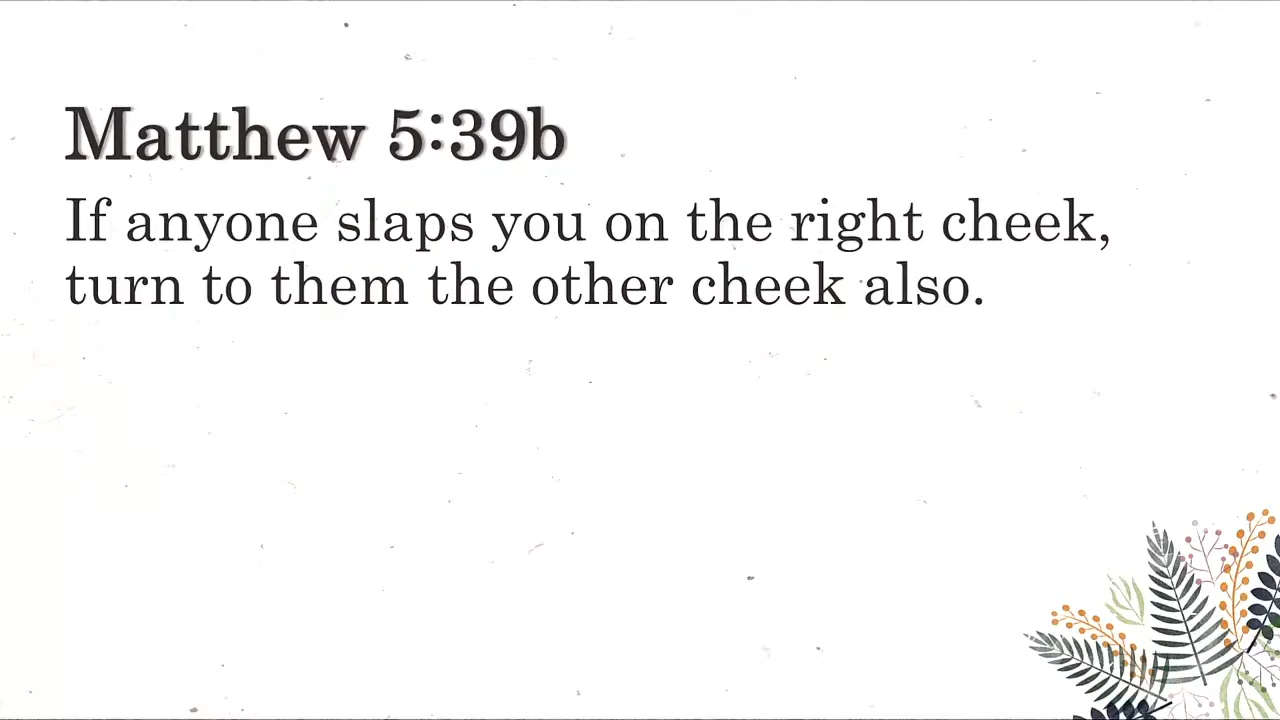 Matthew 5:39b
If anyone slaps you on the right cheek,
turn to them the other cheek also.